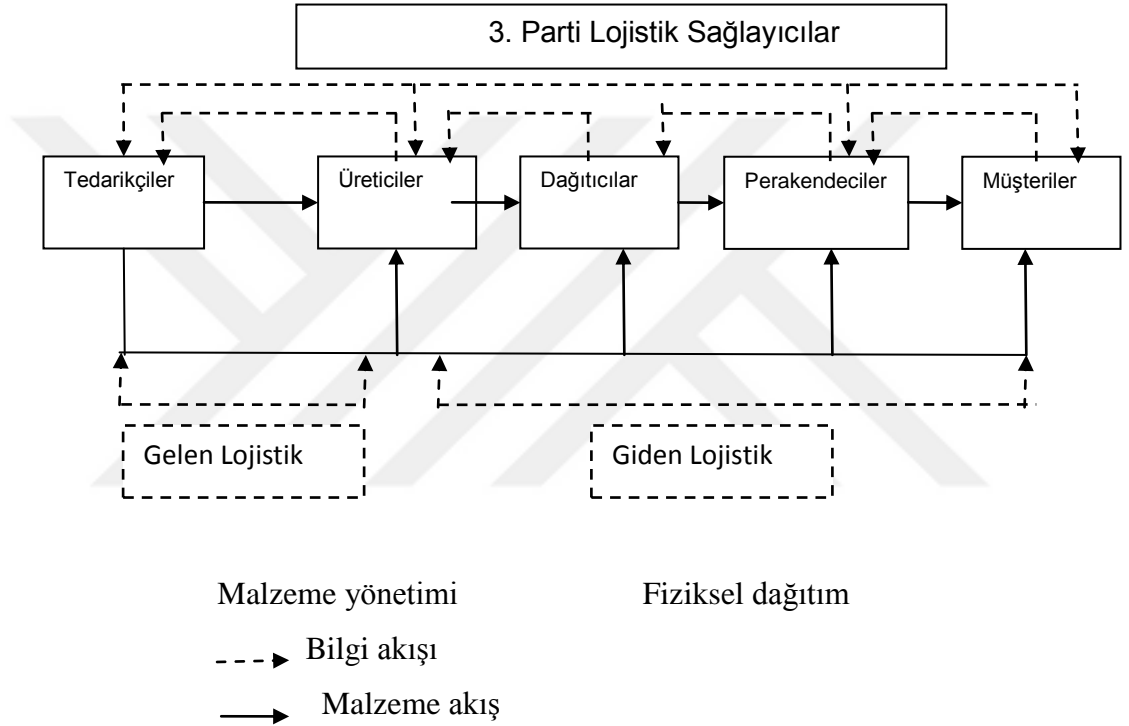 3. Parti Lojistik Sağlayıcılar
Tedarikçiler
Üreticiler
Dağıtıcılar
Perakendeciler
Müşteriler
Gelen Lojistik
Giden Lojistik
Malzeme yönetimi
Fiziksel dağıtım
Bilgi akışı
Malzeme akış